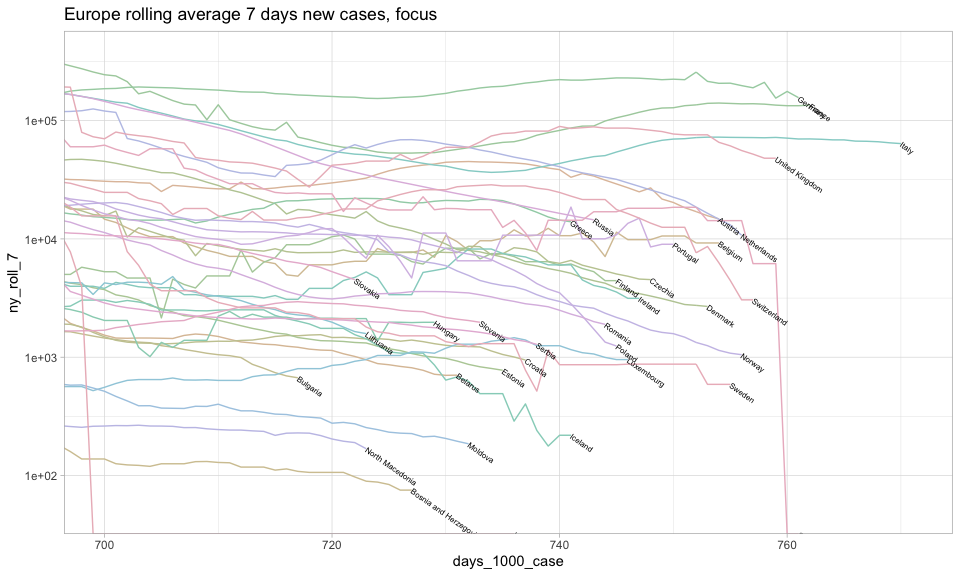 Europe rolling average 7 days new cases, focus
ny_roll_7
1e+05
1e+04
1e+03
1e+02
Germany
France
Italy
United Kingdom
Greece
Russia
Austria
Netherlands
Belgium
Portugal
Slovakia
Czechia
Finland
Ireland
Switzerland
Denmark
Hungary
Slovenia
Romania
Lithuania
Serbia
Poland
Norway
Croatia
Luxembourg
Bulgaria
Belarus
Estonia
Sweden
Iceland
Moldova
North Macedonia
Bosnia and Herzego
700
720
740
760
days_1000_case